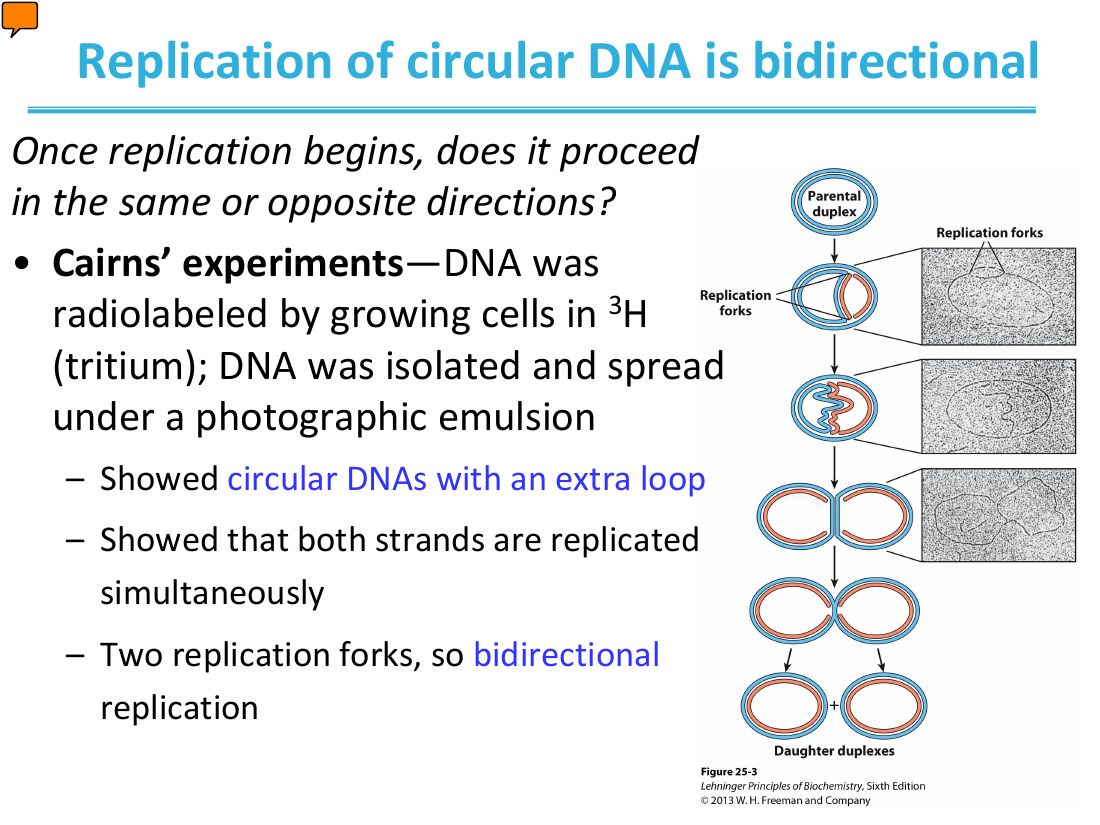 Replication of circular DNA is bidirectional
Once replication begins, does it proceed
in the same or opposite directions?
• Cairns’ experiments—DNA was
radiolabeled by growing cells in ³H
(tritium); DNA was isolated and spread
under a photographic emulsion
– Showed circular DNAs with an extra loop
– Showed that both strands are replicated
simultaneously
– Two replication forks, so bidirectional
replication
Parental
duplex
Replication forks
Replication
forks
+
Daughter duplexes
Figure 25-3
Lehninger Principles of Biochemistry, Sixth Edition
© 2013 W. H. Freeman and Company